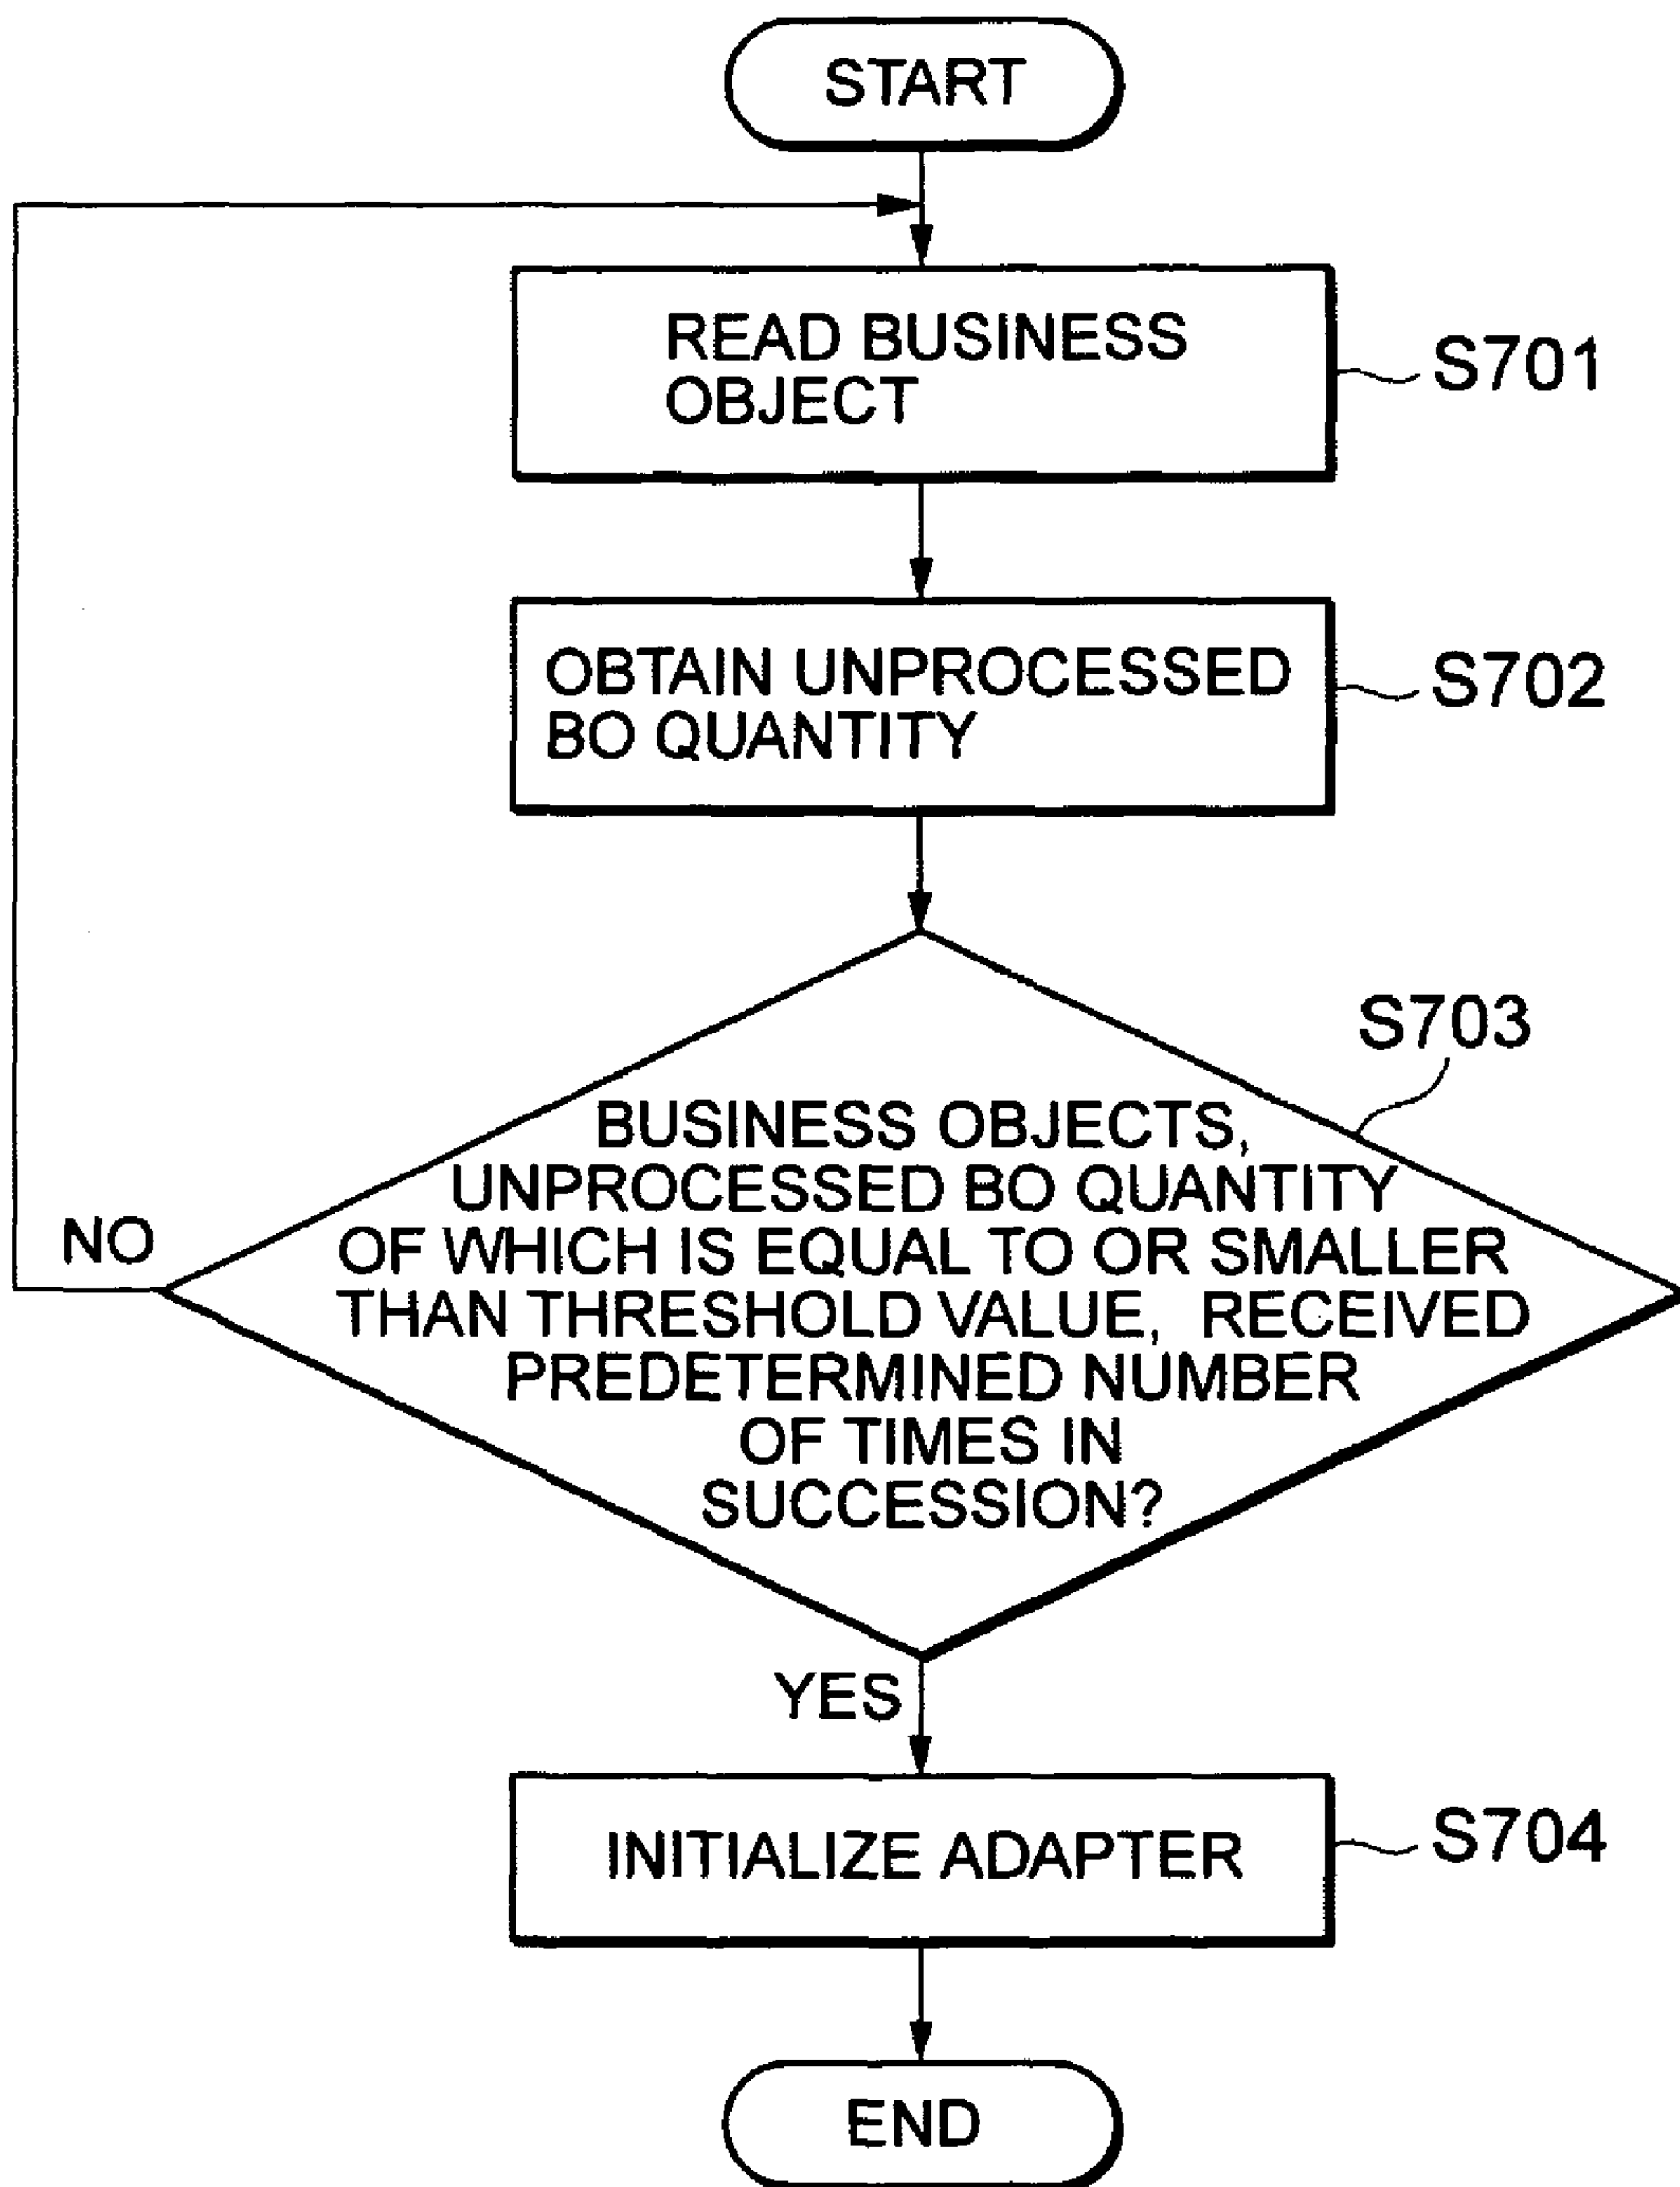 START
READ BUSINESS
OBJECT
S701
OBTAIN UNPROCESSED
BO QUANTITY
S702
S703
BUSINESS OBJECTS,
UNPROCESSED BO QUANTITY
OF WHICH IS EQUAL TO OR SMALLER
THAN THRESHOLD VALUE, RECEIVED
PREDETERMINED NUMBER
OF TIMES IN
SUCCESSION?
NO
YES
INITIALIZE ADAPTER
S704
END